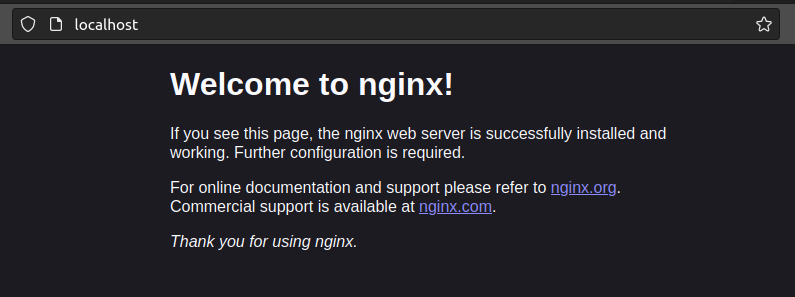 localhost
Welcome to nginx!
If you see this page, the nginx web server is successfully installed and
working. Further configuration is required.
For online documentation and support please refer to nginx.org.
Commercial support is available at nginx.com.
Thank you for using nginx.